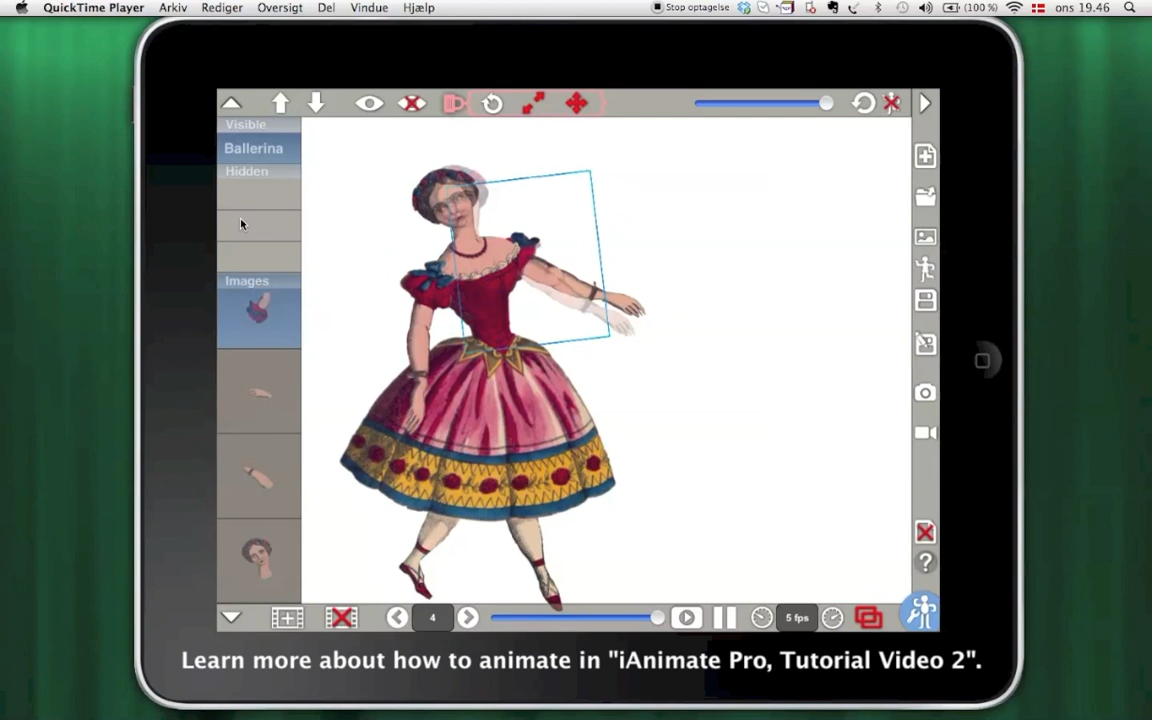 QuickTime Player Arkiv Rediger Oversigt Del Vindue Hjælp Stop optagelse (100 %) ons 19.46
Visible
Ballerina
Hidden
Images
4
5 fps
?
Learn more about how to animate in "iAnimate Pro, Tutorial Video 2".